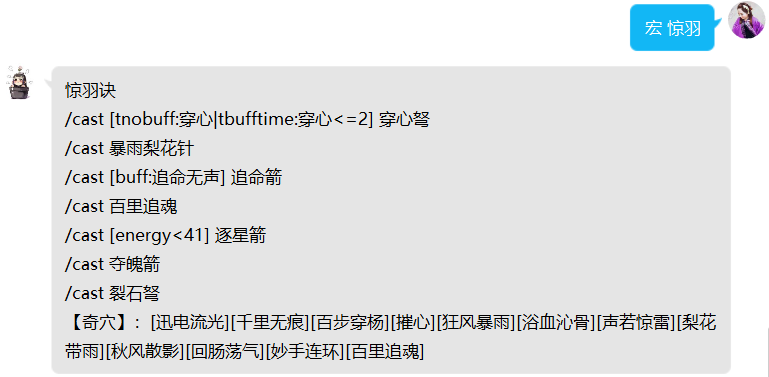 宏 惊羽
惊羽诀
/cast [tnobuff:穿心|tbufftime:穿心<=2] 穿心弩
/cast 暴雨梨花针
/cast [buff:追命无声] 追命箭
/cast 百里追魂
/cast [energy<41] 逐星箭
/cast 夺魄箭
/cast 裂石弩
【奇穴】：[迅电流光][千里无痕][百步穿杨][摧心][狂风暴雨][浴血沁骨][声若惊雷][梨花
带雨][秋风散影][回肠荡气][妙手连环][百里追魂]